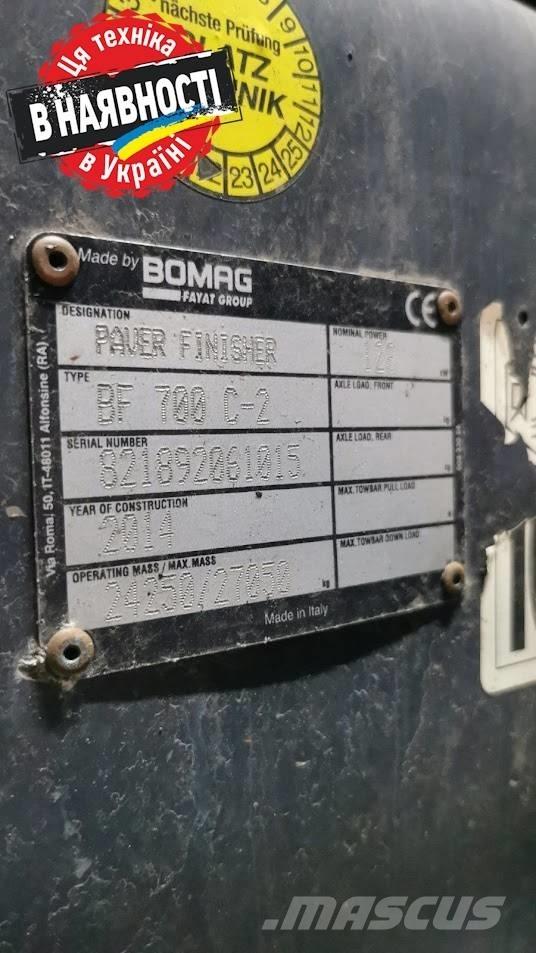 nächste Prüfung
9 10 11 12
22 23 24 25
Ця техніка
В НАЯВНОСТІ
в Україні
Made by BOMAG
FAYAT GROUP
CE
DESIGNATION
PAVER FINISHER
NOMINAL POWER
kW
TYPE
BF 700 C-2
AXLE LOAD, FRONT
kg
SERIAL NUMBER
821892061015
AXLE LOAD, REAR
kg
YEAR OF CONSTRUCTION
2014
MAX. TOWBAR PULL LOAD
OPERATING MASS / MAX. MASS
24250/27050 kg
MAX. TOWBAR DOWN LOAD
Made in Italy
Via Roma, 50, IT-48011 Alfonsine (RA)
MASCUS